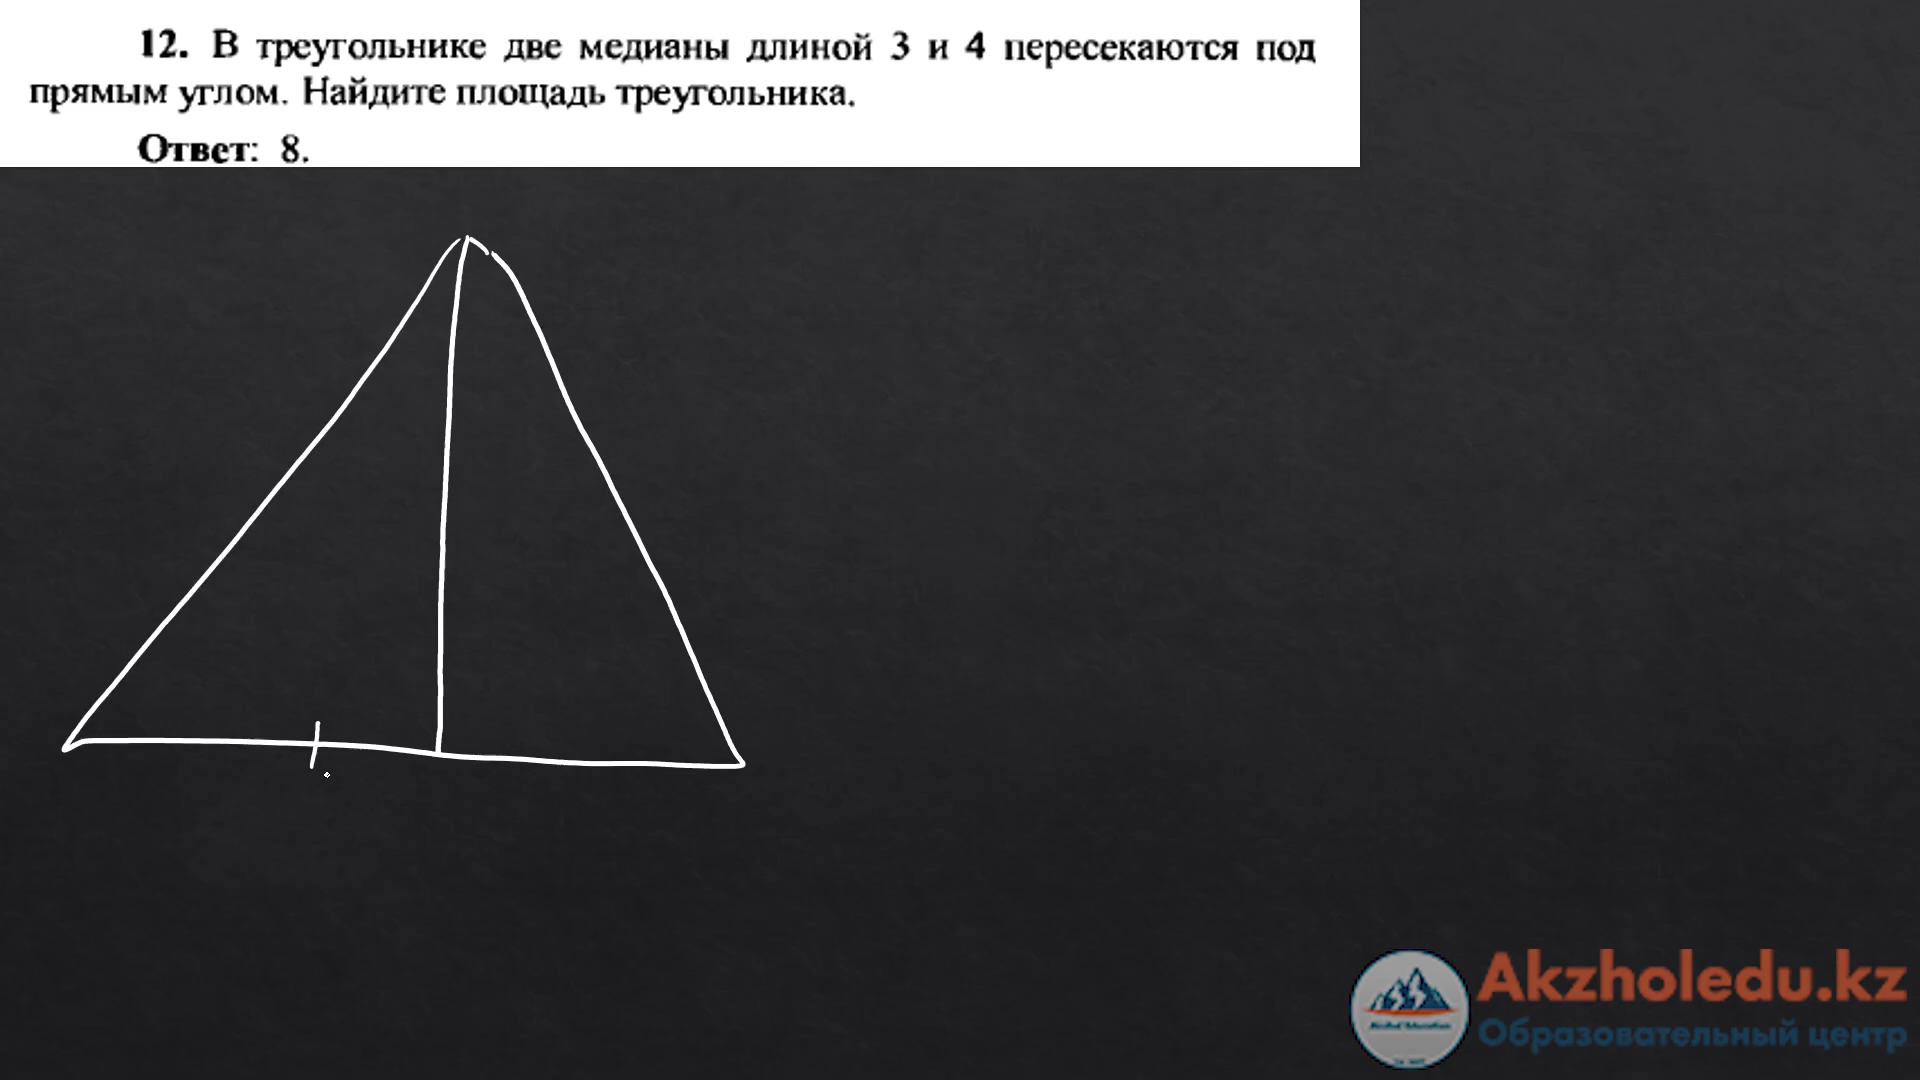 12. В треугольнике две медианы длиной 3 и 4 пересекаются под
прямым углом. Найдите площадь треугольника.
Ответ: 8.
Akzholedu.kz
Образовательный центр